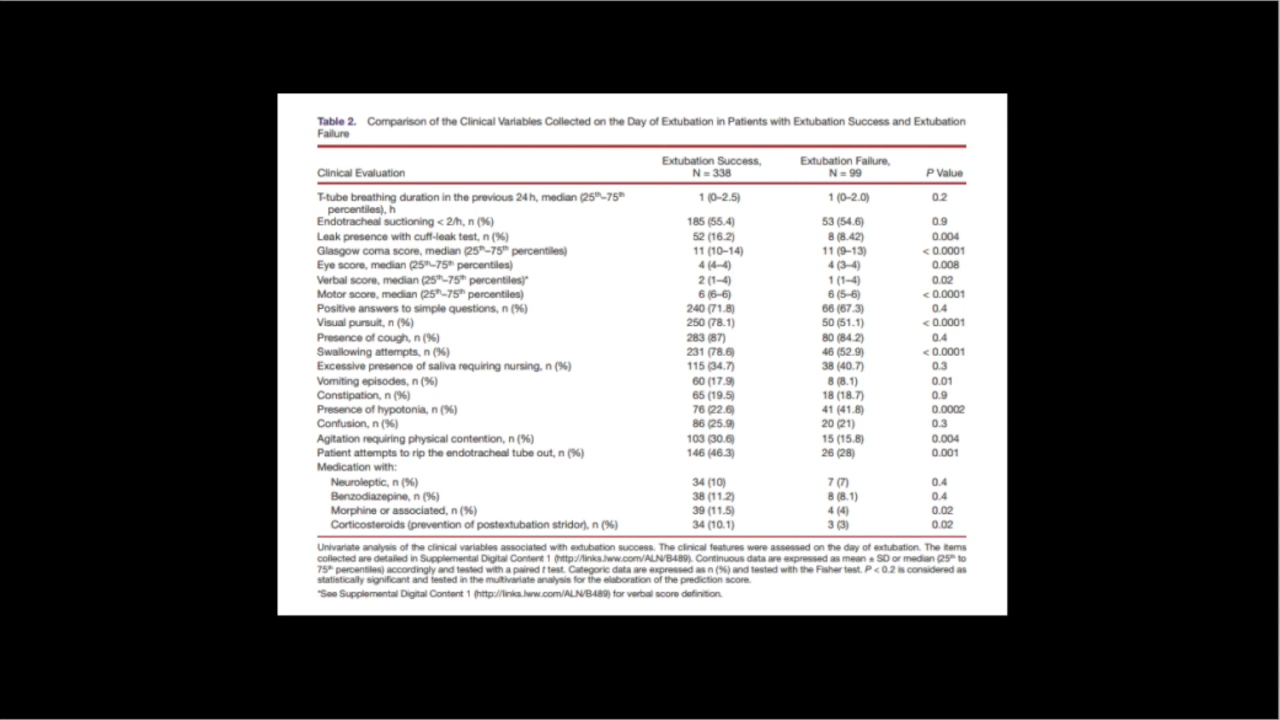 Table 2. Comparison of the Clinical Variables Collected on the Day of Extubation in Patients with Extubation Success and Extubation
Failure
Clinical Evaluation Extubation Success, N = 338 Extubation Failure, N = 99 P Value
T-tube breathing duration in the previous 24 h, median (25th–75th percentiles), h 1 (0–2.5) 1 (0–2.0) 0.2
Endotracheal suctioning < 2/h, n (%) 185 (55.4) 53 (54.6) 0.9
Leak presence with cuff-leak test, n (%) 52 (16.2) 8 (8.42) 0.004
Glasgow coma score, median (25th–75th percentiles) 11 (10–14) 11 (9–13) < 0.0001
Eye score, median (25th–75th percentiles) 4 (4–4) 4 (3–4) 0.008
Verbal score, median (25th–75th percentiles)* 2 (1–4) 1 (1–4) 0.02
Motor score, median (25th–75th percentiles) 6 (6–6) 6 (5–6) < 0.0001
Positive answers to simple questions, n (%) 240 (71.8) 66 (67.3) 0.4
Visual pursuit, n (%) 250 (78.1) 50 (51.1) < 0.0001
Presence of cough, n (%) 283 (87) 80 (84.2) 0.4
Swallowing attempts, n (%) 231 (78.6) 46 (52.9) < 0.0001
Excessive presence of saliva requiring nursing, n (%) 115 (34.7) 38 (40.7) 0.3
Vomiting episodes, n (%) 60 (17.9) 8 (8.1) 0.01
Constipation, n (%) 65 (19.5) 18 (18.7) 0.9
Presence of hypotonia, n (%) 76 (22.6) 41 (41.8) 0.0002
Confusion, n (%) 86 (25.9) 20 (21) 0.3
Agitation requiring physical contention, n (%) 103 (30.6) 15 (15.8) 0.004
Patient attempts to rip the endotracheal tube out, n (%) 146 (46.3) 26 (28) 0.001
Medication with:
Neuroleptic, n (%) 34 (10) 7 (7) 0.4
Benzodiazepine, n (%) 38 (11.2) 8 (8.1) 0.4
Morphine or associated, n (%) 39 (11.5) 4 (4) 0.02
Corticosteroids (prevention of postextubation stridor), n (%) 34 (10.1) 3 (3) 0.02
Univariate analysis of the clinical variables associated with extubation success. The clinical features were assessed on the day of extubation. The items
collected are detailed in Supplemental Digital Content 1 (http://links.lww.com/ALN/B489). Continuous data are expressed as mean ± SD or median (25th to
75th percentiles) accordingly and tested with a paired t test. Categoric data are expressed as n (%) and tested with the Fisher test. P < 0.2 is considered as
statistically significant and tested in the multivariate analysis for the elaboration of the prediction score.
*See Supplemental Digital Content 1 (http://links.lww.com/ALN/B489) for verbal score definition.